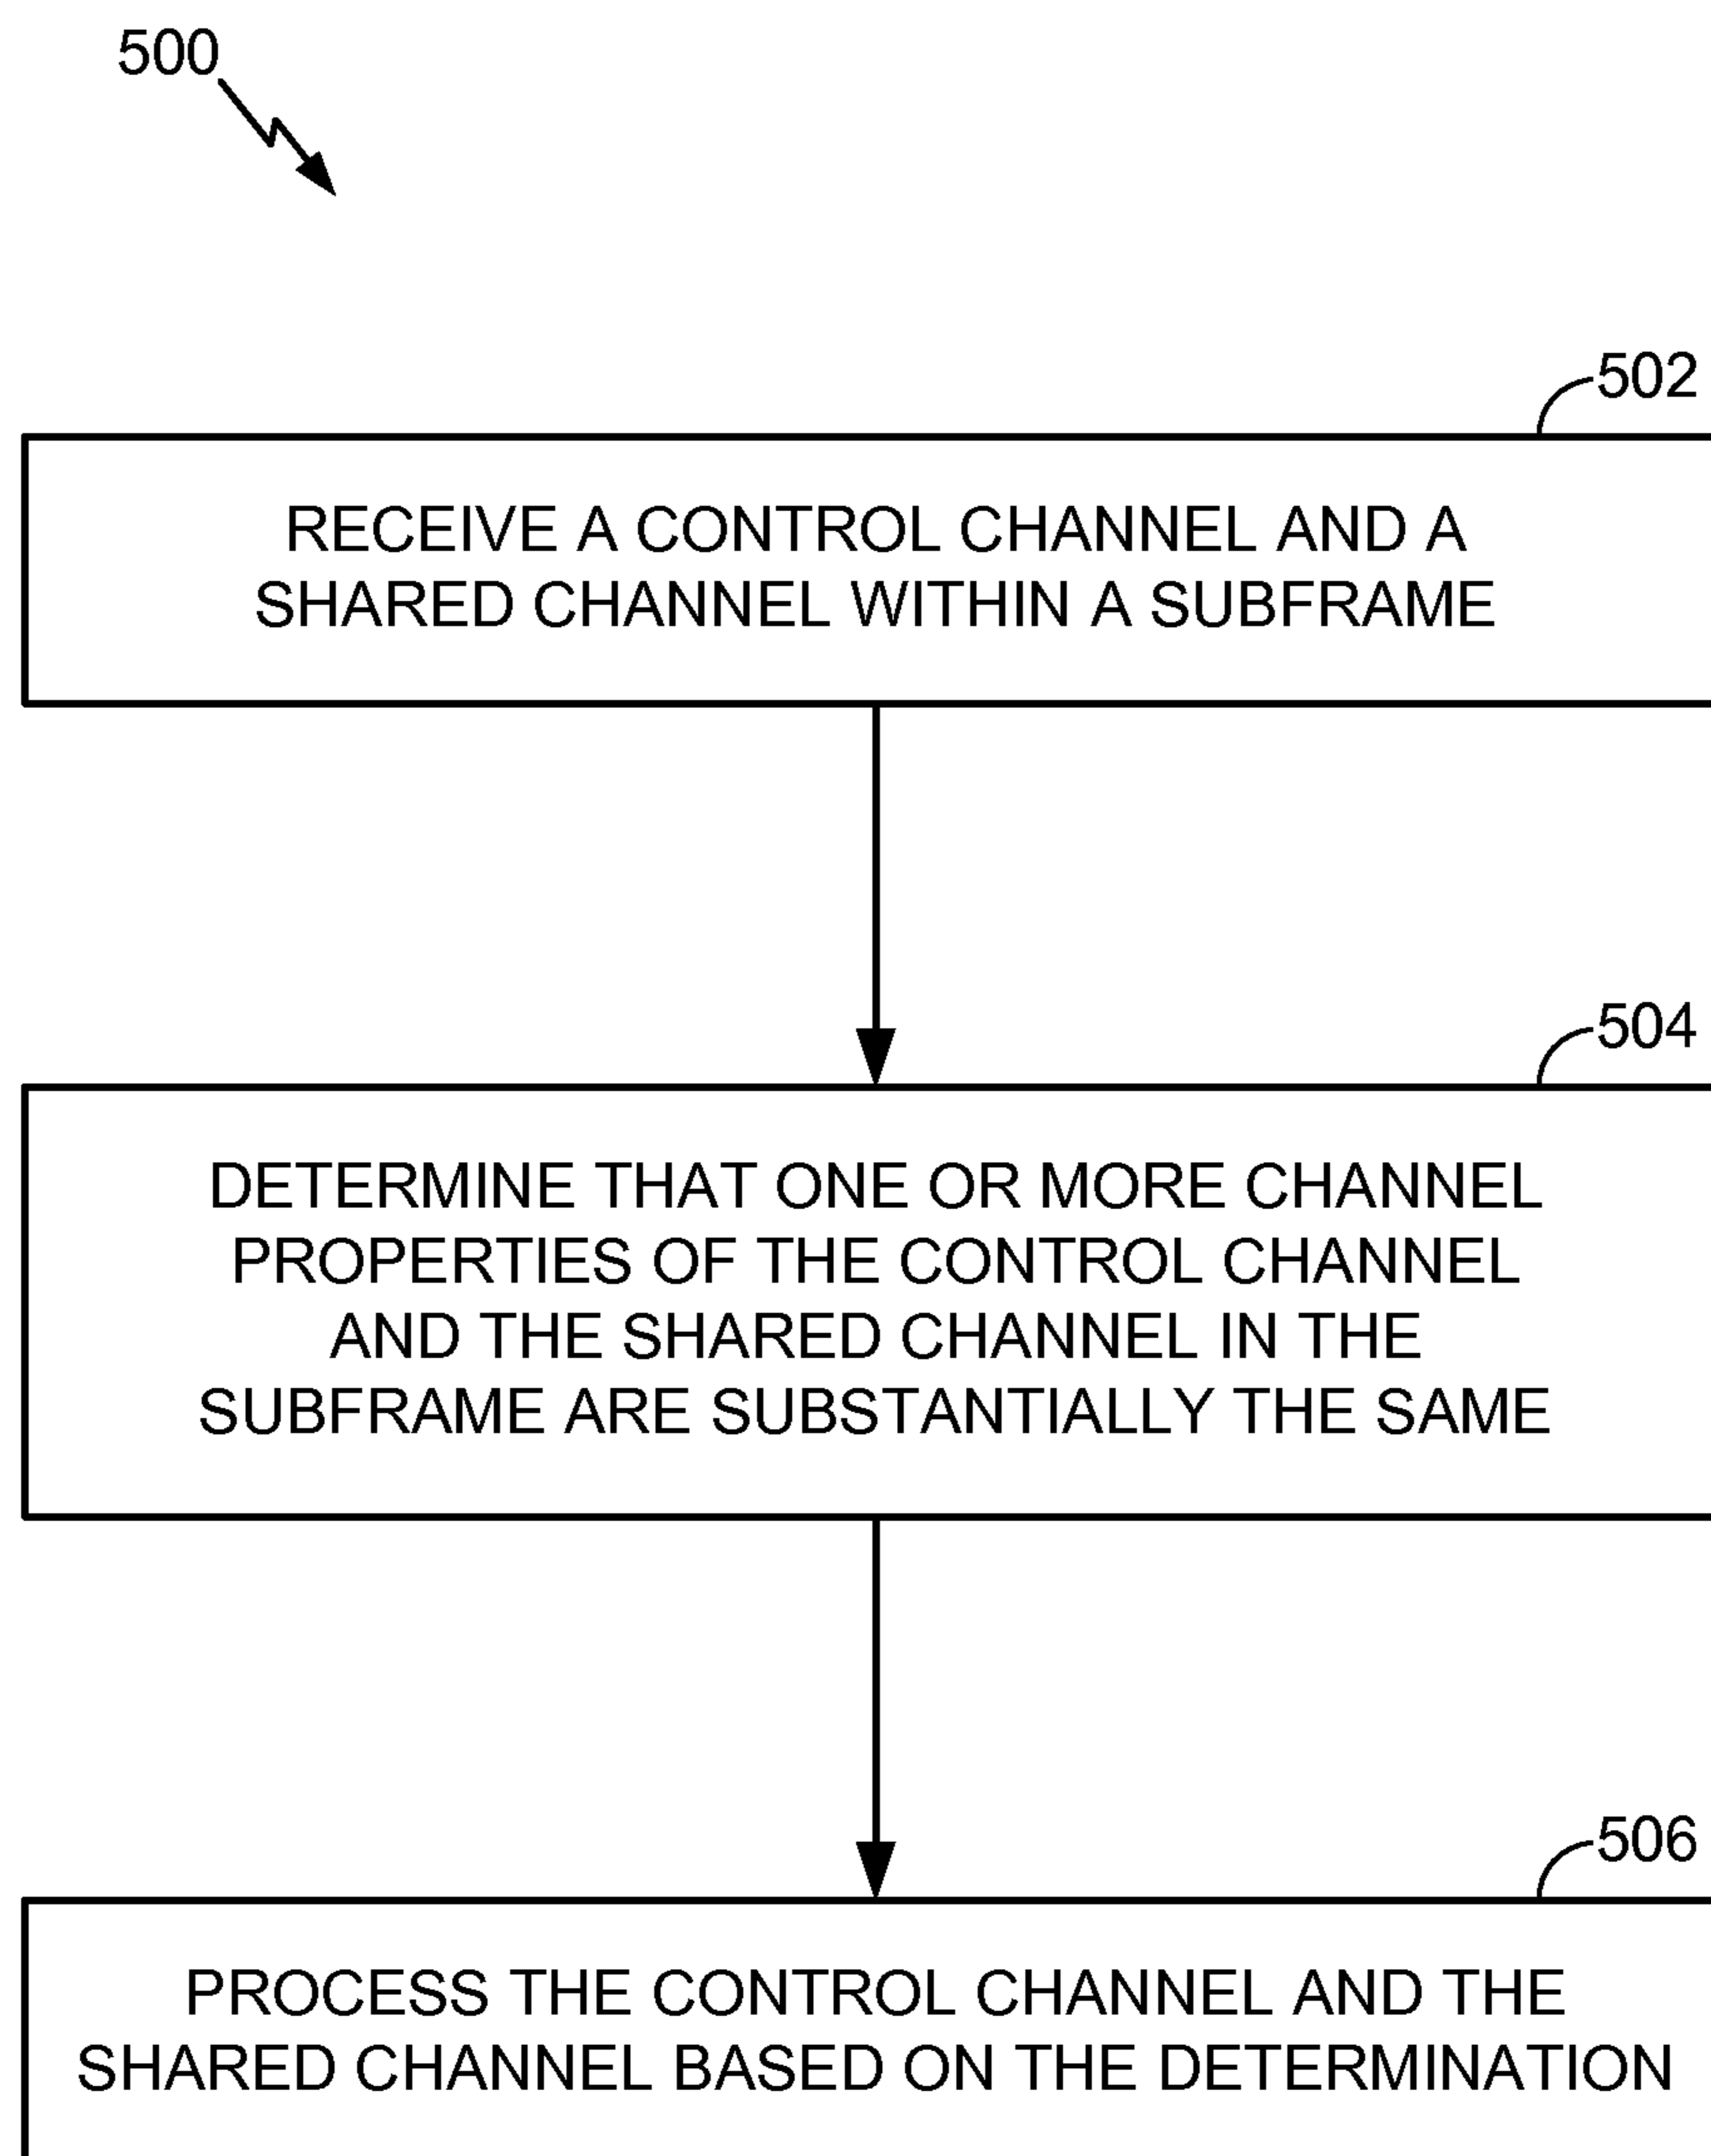 500
502
RECEIVE A CONTROL CHANNEL AND A
SHARED CHANNEL WITHIN A SUBFRAME
504
DETERMINE THAT ONE OR MORE CHANNEL
PROPERTIES OF THE CONTROL CHANNEL
AND THE SHARED CHANNEL IN THE
SUBFRAME ARE SUBSTANTIALLY THE SAME
506
PROCESS THE CONTROL CHANNEL AND THE
SHARED CHANNEL BASED ON THE DETERMINATION